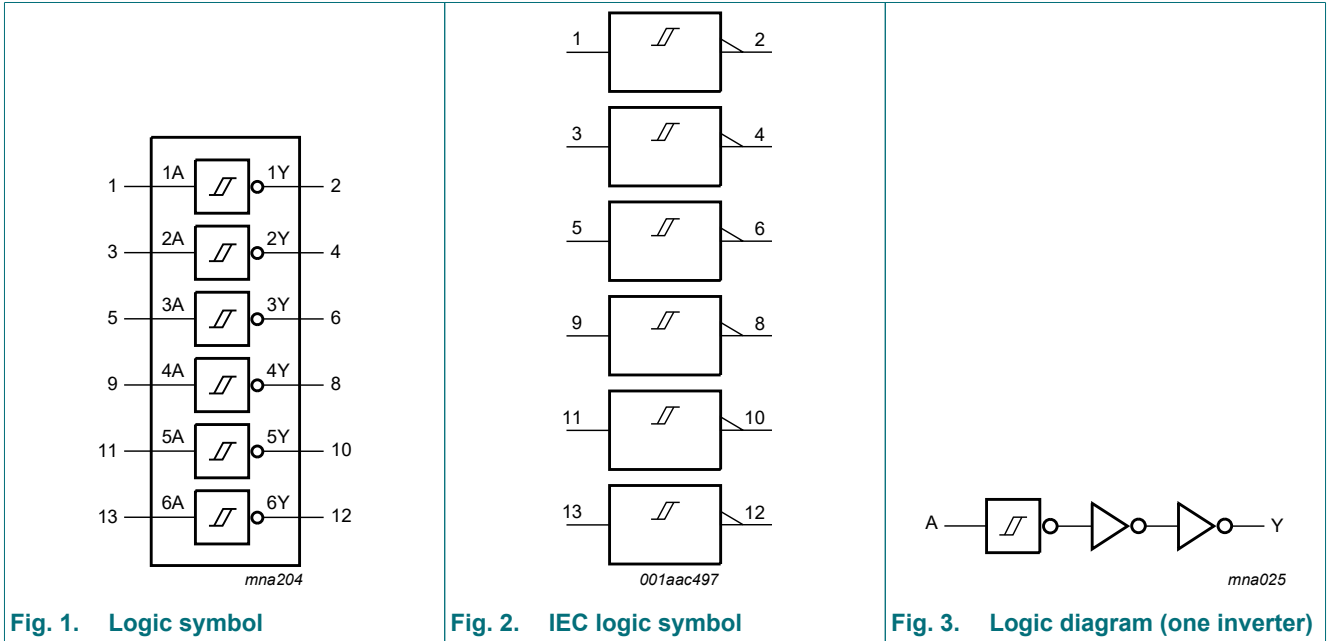 1 1A 1Y 2
3 2A 2Y 4
5 3A 3Y 6
9 4A 4Y 8
11 5A 5Y 10
13 6A 6Y 12
mna204
Fig. 1. Logic symbol
1 2
3 4
5 6
9 8
11 10
13 12
001aac497
Fig. 2. IEC logic symbol
A Y
mna025
Fig. 3. Logic diagram (one inverter)